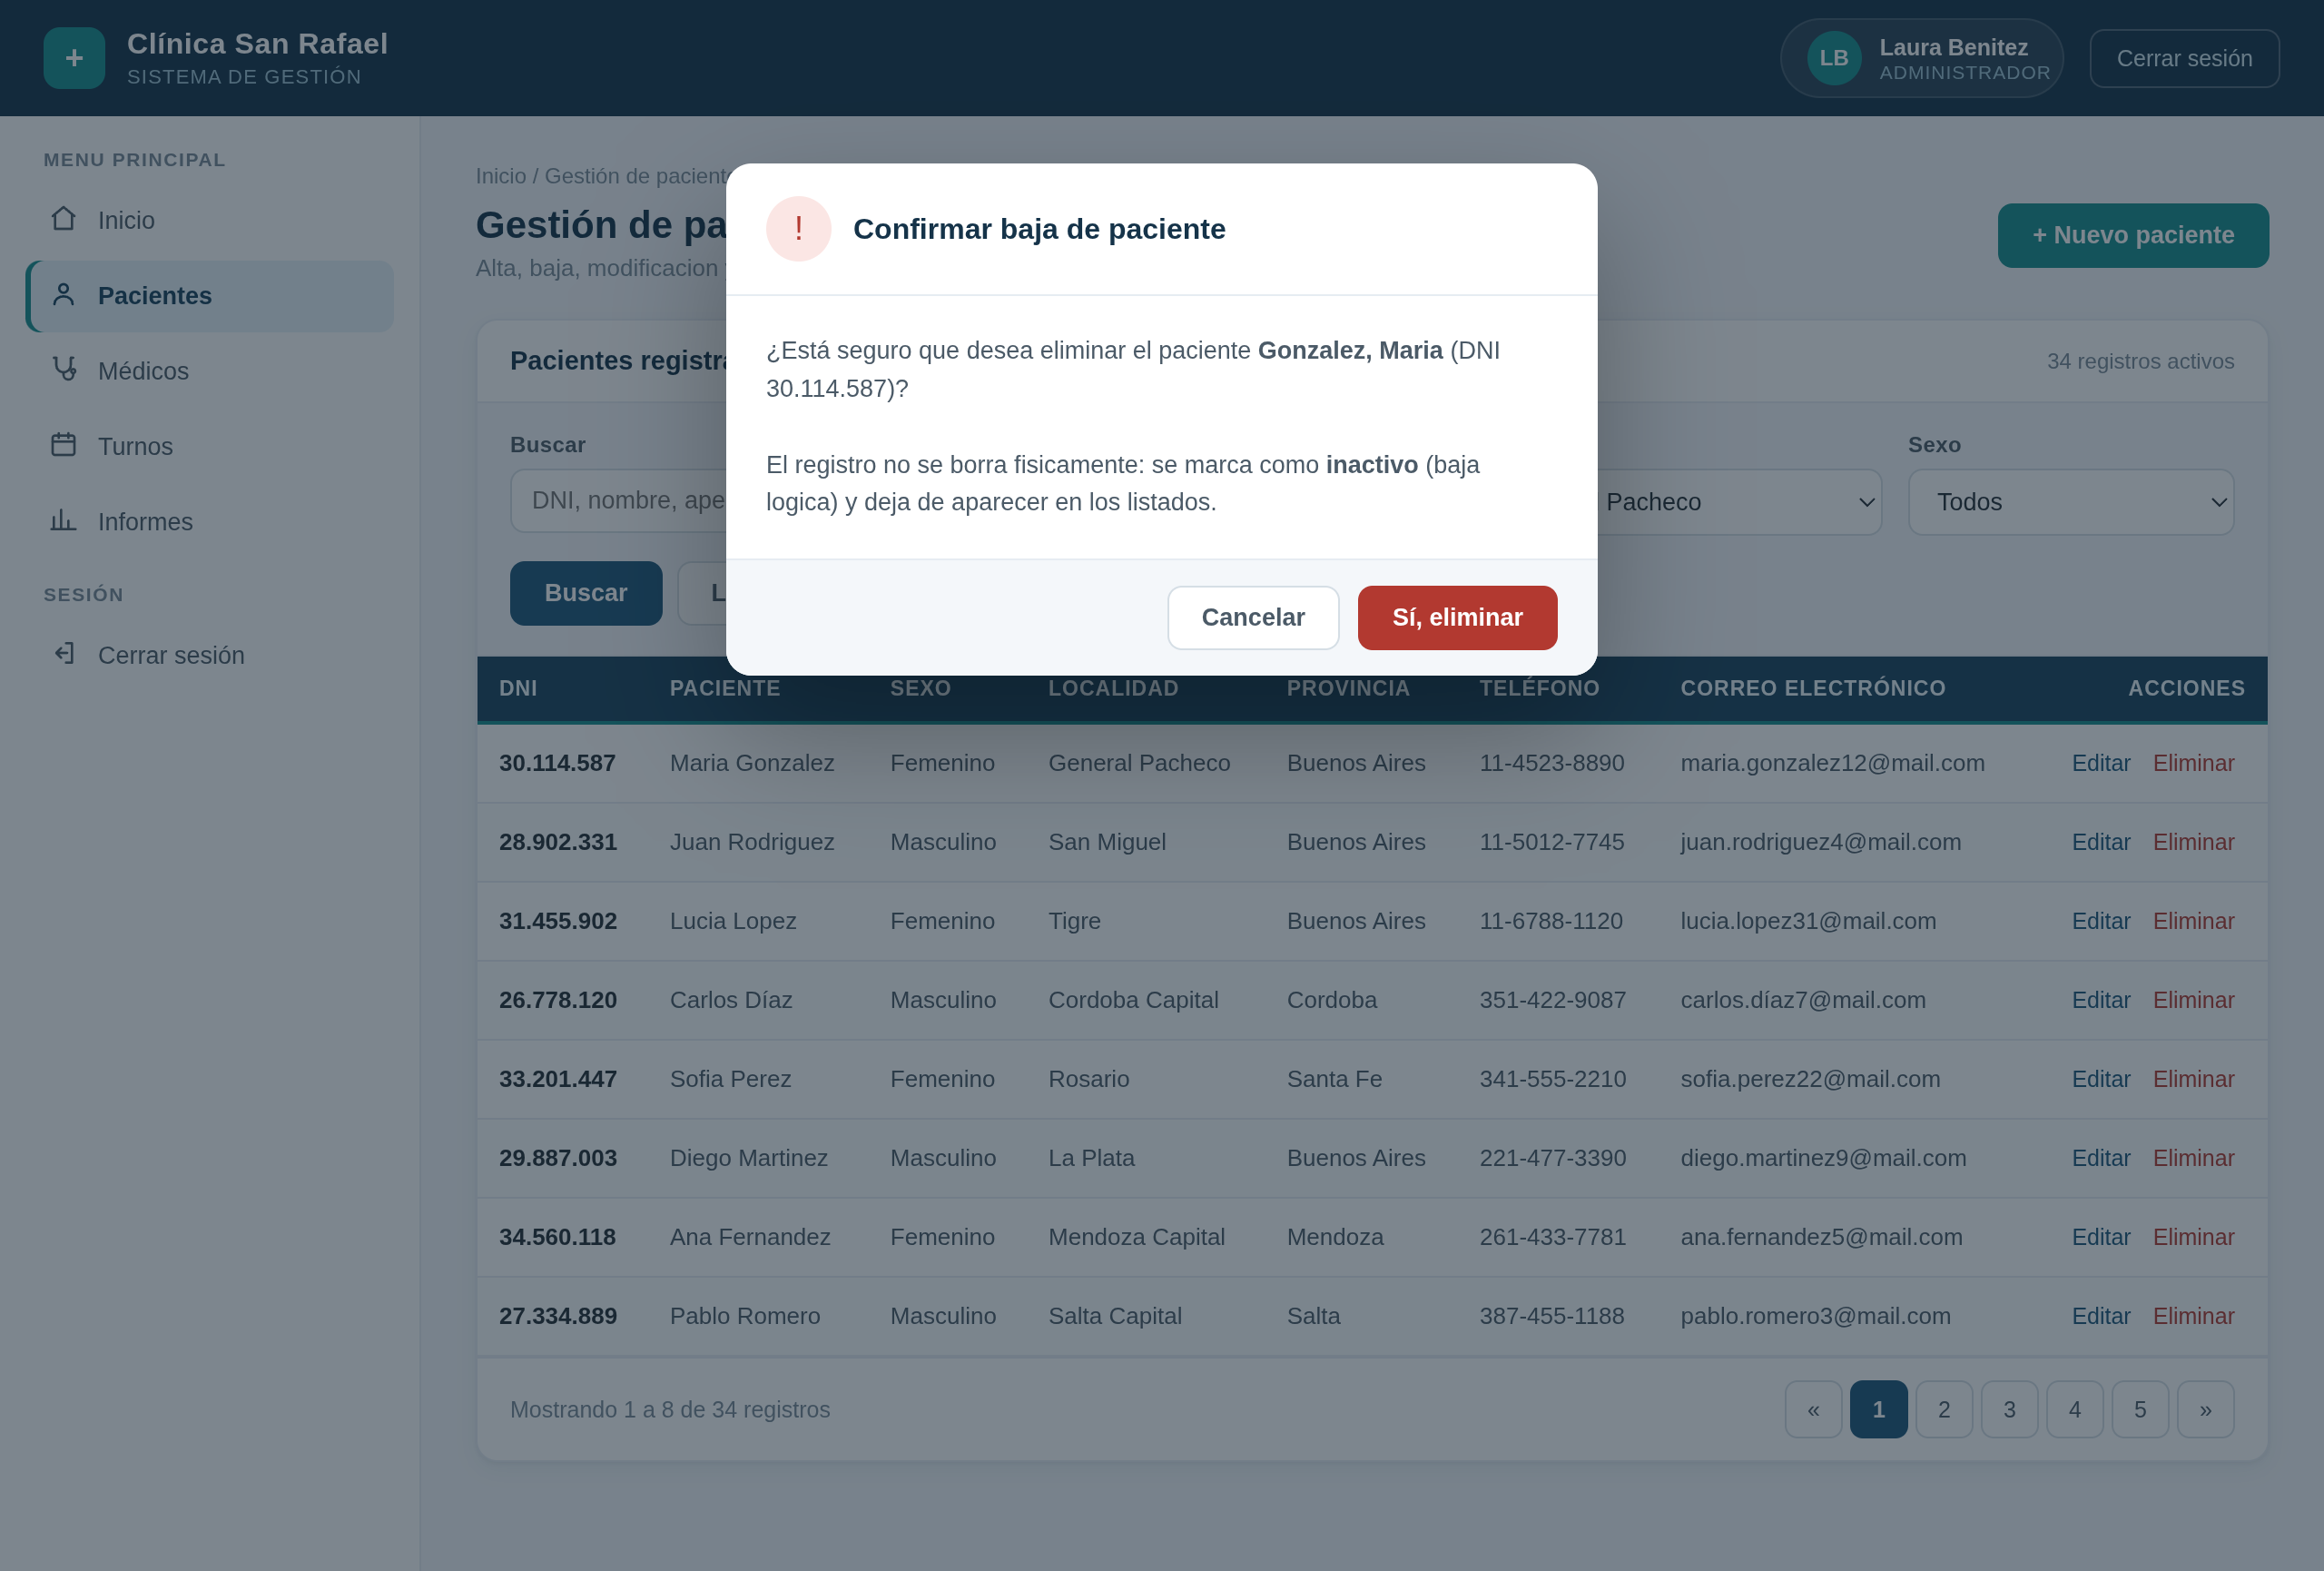 +
Clínica San Rafael
SISTEMA DE GESTIÓN
LB
Laura Benitez
ADMINISTRADOR
Cerrar sesión
MENU PRINCIPAL
Inicio
Pacientes
Médicos
Turnos
Informes
SESIÓN
Cerrar sesión
Inicio / Gestión de
Gestión de
Alta, baja, modificacion
+ Nuevo paciente
!
Confirmar baja de paciente
¿Está seguro que desea eliminar el paciente Gonzalez, Maria (DNI
30.114.587)?
El registro no se borra fisicamente: se marca como inactivo (baja
logica) y deja de aparecer en los listados.
Cancelar
Sí, eliminar
Pacientes
34 registros activos
Buscar
DNI, nombre,
Pacheco
Sexo
Todos
Buscar
DNI PACIENTE SEXO LOCALIDAD PROVINCIA TELÉFONO CORREO ELECTRÓNICO ACCIONES
30.114.587 Maria Gonzalez Femenino General Pacheco Buenos Aires 11-4523-8890 maria.gonzalez12@mail.com Editar Eliminar
28.902.331 Juan Rodriguez Masculino San Miguel Buenos Aires 11-5012-7745 juan.rodriguez4@mail.com Editar Eliminar
31.455.902 Lucia Lopez Femenino Tigre Buenos Aires 11-6788-1120 lucia.lopez31@mail.com Editar Eliminar
26.778.120 Carlos Díaz Masculino Cordoba Capital Cordoba 351-422-9087 carlos.díaz7@mail.com Editar Eliminar
33.201.447 Sofia Perez Femenino Rosario Santa Fe 341-555-2210 sofia.perez22@mail.com Editar Eliminar
29.887.003 Diego Martinez Masculino La Plata Buenos Aires 221-477-3390 diego.martinez9@mail.com Editar Eliminar
34.560.118 Ana Fernandez Femenino Mendoza Capital Mendoza 261-433-7781 ana.fernandez5@mail.com Editar Eliminar
27.334.889 Pablo Romero Masculino Salta Capital Salta 387-455-1188 pablo.romero3@mail.com Editar Eliminar
Mostrando 1 a 8 de 34 registros
« 1 2 3 4 5 »